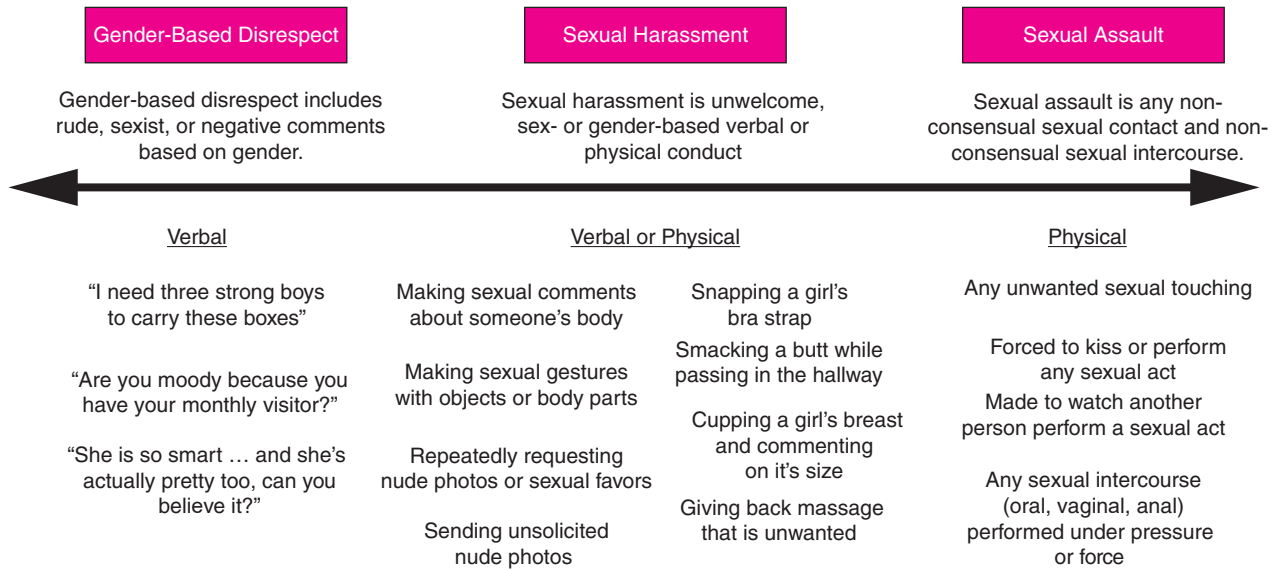 Gender-Based Disrespect
Sexual Harassment
Sexual Assault
Gender-based disrespect includes
rude, sexist, or negative comments
based on gender.
Sexual harassment is unwelcome,
sex- or gender-based verbal or
physical conduct
Sexual assault is any non-
consensual sexual contact and non-
consensual sexual intercourse.
Verbal
“I need three strong boys
to carry these boxes”
“Are you moody because you
have your monthly visitor?”
“She is so smart … and she’s
actually pretty too, can you
believe it?”
Verbal or Physical
Making sexual comments
about someone’s body
Making sexual gestures
with objects or body parts
Repeatedly requesting
nude photos or sexual favors
Sending unsolicited
nude photos
Snapping a girl’s
bra strap
Smacking a butt while
passing in the hallway
Cupping a girl’s breast
and commenting
on it’s size
Giving back massage
that is unwanted
Physical
Any unwanted sexual touching
Forced to kiss or perform
any sexual act
Made to watch another
person perform a sexual act
Any sexual intercourse
(oral, vaginal, anal)
performed under pressure
or force